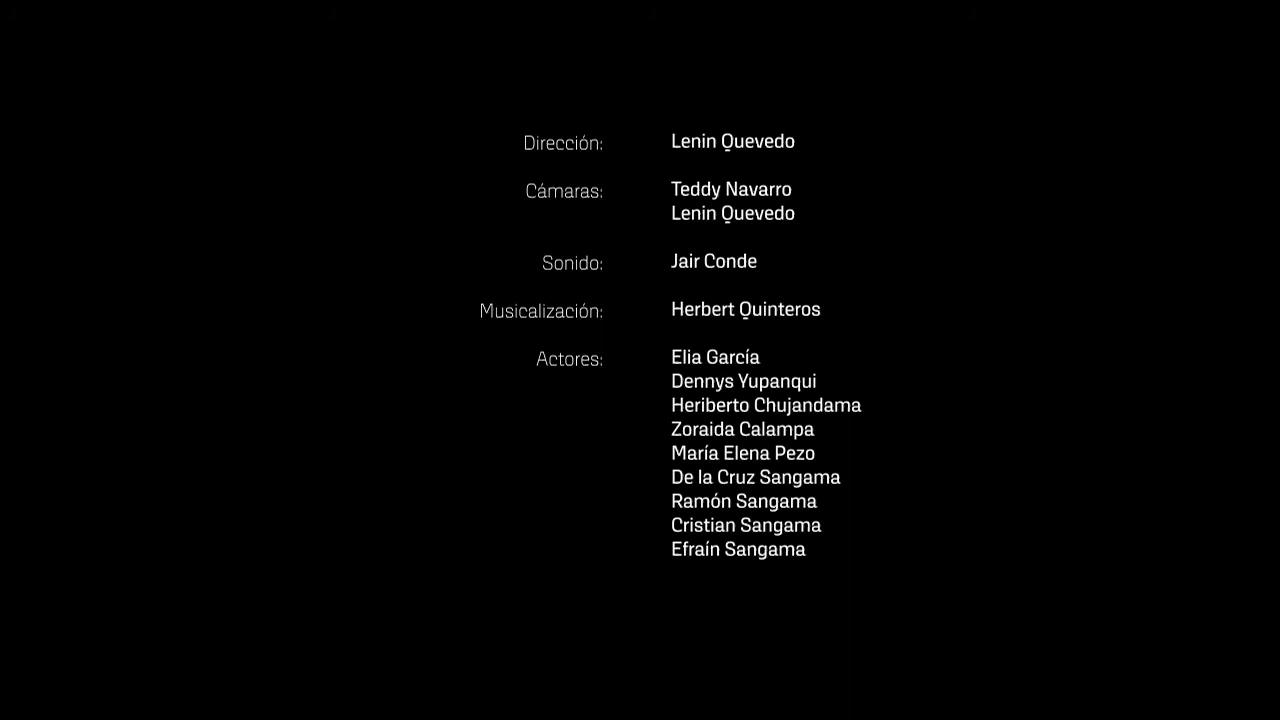 Dirección: Lenin Quevedo
Cámaras: Teddy Navarro
Lenin Quevedo
Sonido: Jair Conde
Musicalización: Herbert Quinteros
Actores: Elia García
Dennys Yupanqui
Heriberto Chujandama
Zoraida Calampa
María Elena Pezo
De la Cruz Sangama
Ramón Sangama
Cristian Sangama
Efraín Sangama